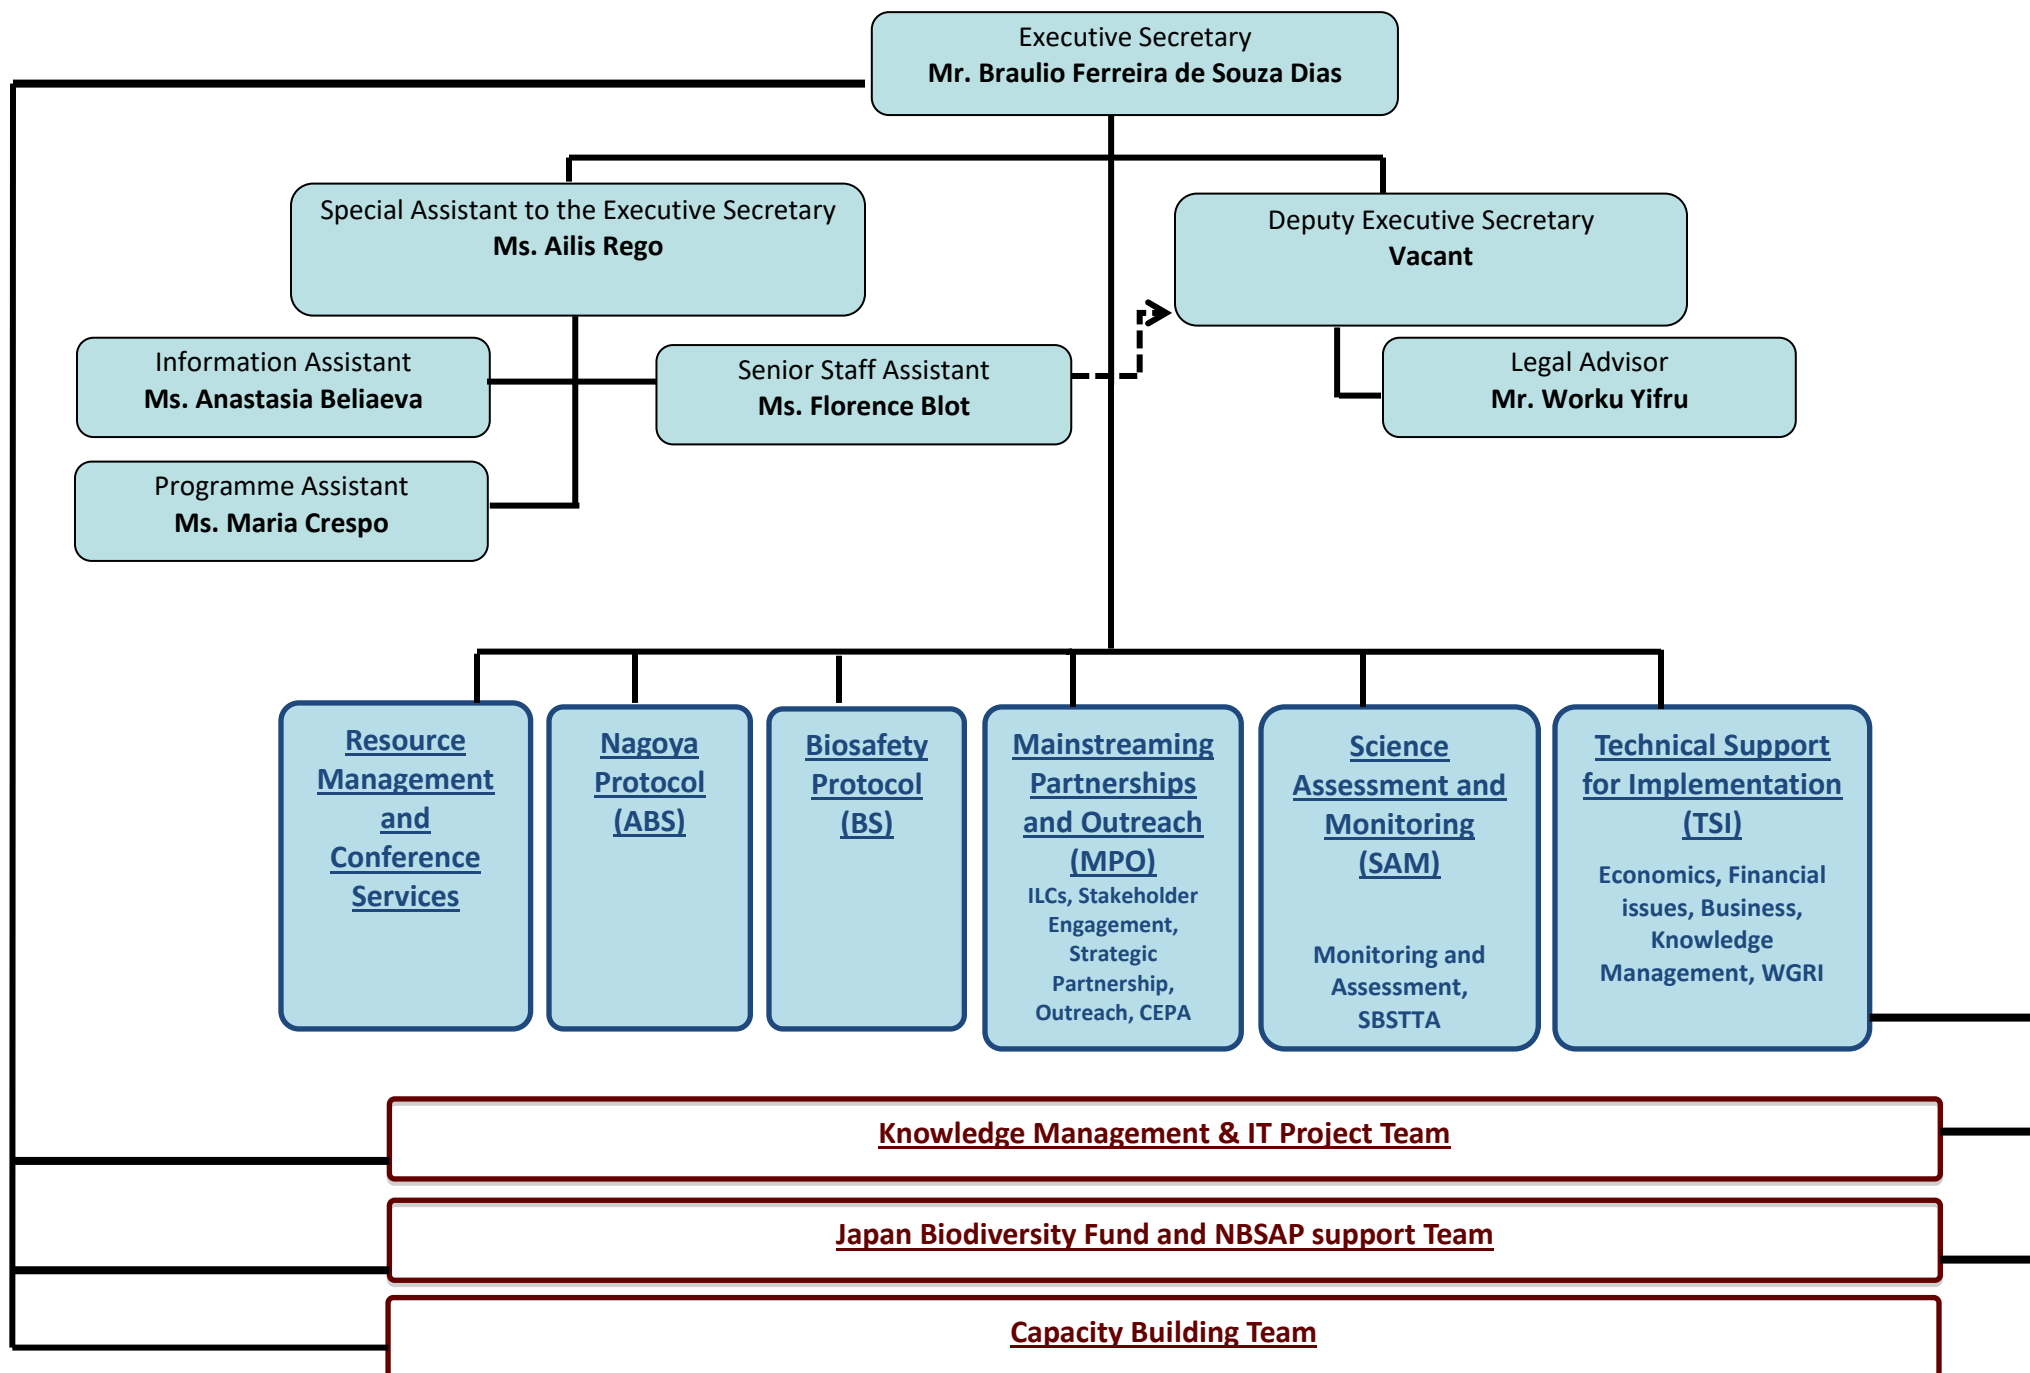 Executive Secretary
Mr. Braulio Ferreira de Souza Dias
Special Assistant to the Executive Secretary
Ms. Ailis Rego
Deputy Executive Secretary
Vacant
Information Assistant
Ms. Anastasia Beliaeva
Senior Staff Assistant
Ms. Florence Blot
Legal Advisor
Mr. Worku Yifru
Programme Assistant
Ms. Maria Crespo
Resource
Management
and
Conference
Services
Nagoya
Protocol
(ABS)
Biosafety
Protocol
(BS)
Mainstreaming
Partnerships
and Outreach
(MPO)
ILCs, Stakeholder
Engagement,
Strategic
Partnership,
Outreach, CEPA
Science
Assessment and
Monitoring
(SAM)
Monitoring and
Assessment,
SBSTTA
Technical Support
for Implementation
(TSI)
Economics, Financial
issues, Business,
Knowledge
Management, WGRI
Knowledge Management & IT Project Team
Japan Biodiversity Fund and NBSAP support Team
Capacity Building Team